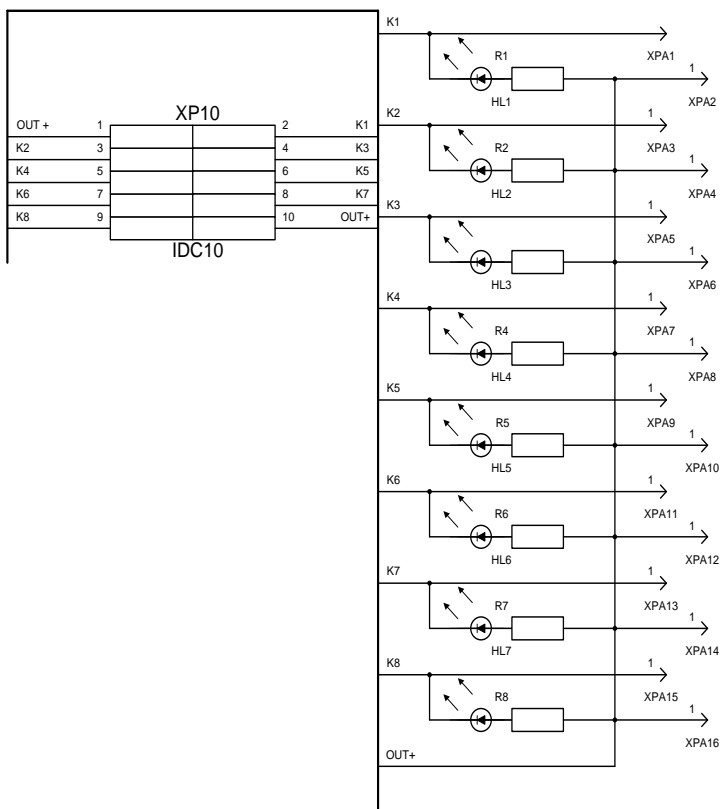 XP10
OUT + 1 2 K1
K2 3 4 K3
K4 5 6 K5
K6 7 8 K7
K8 9 10 OUT+
IDC10
K1
R1 XPA1
1
HL1 XPA2
K2 1
R2 XPA3
1
HL2 XPA4
K3 1
R3 XPA5
1
HL3 XPA6
K4 1
R4 XPA7
1
HL4 XPA8
K5 1
R5 XPA9
1
HL5 XPA10
K6 1
R6 XPA11
1
HL6 XPA12
K7 1
R7 XPA13
1
HL7 XPA14
K8 1
R8 XPA15
1
HL8 XPA16
OUT+